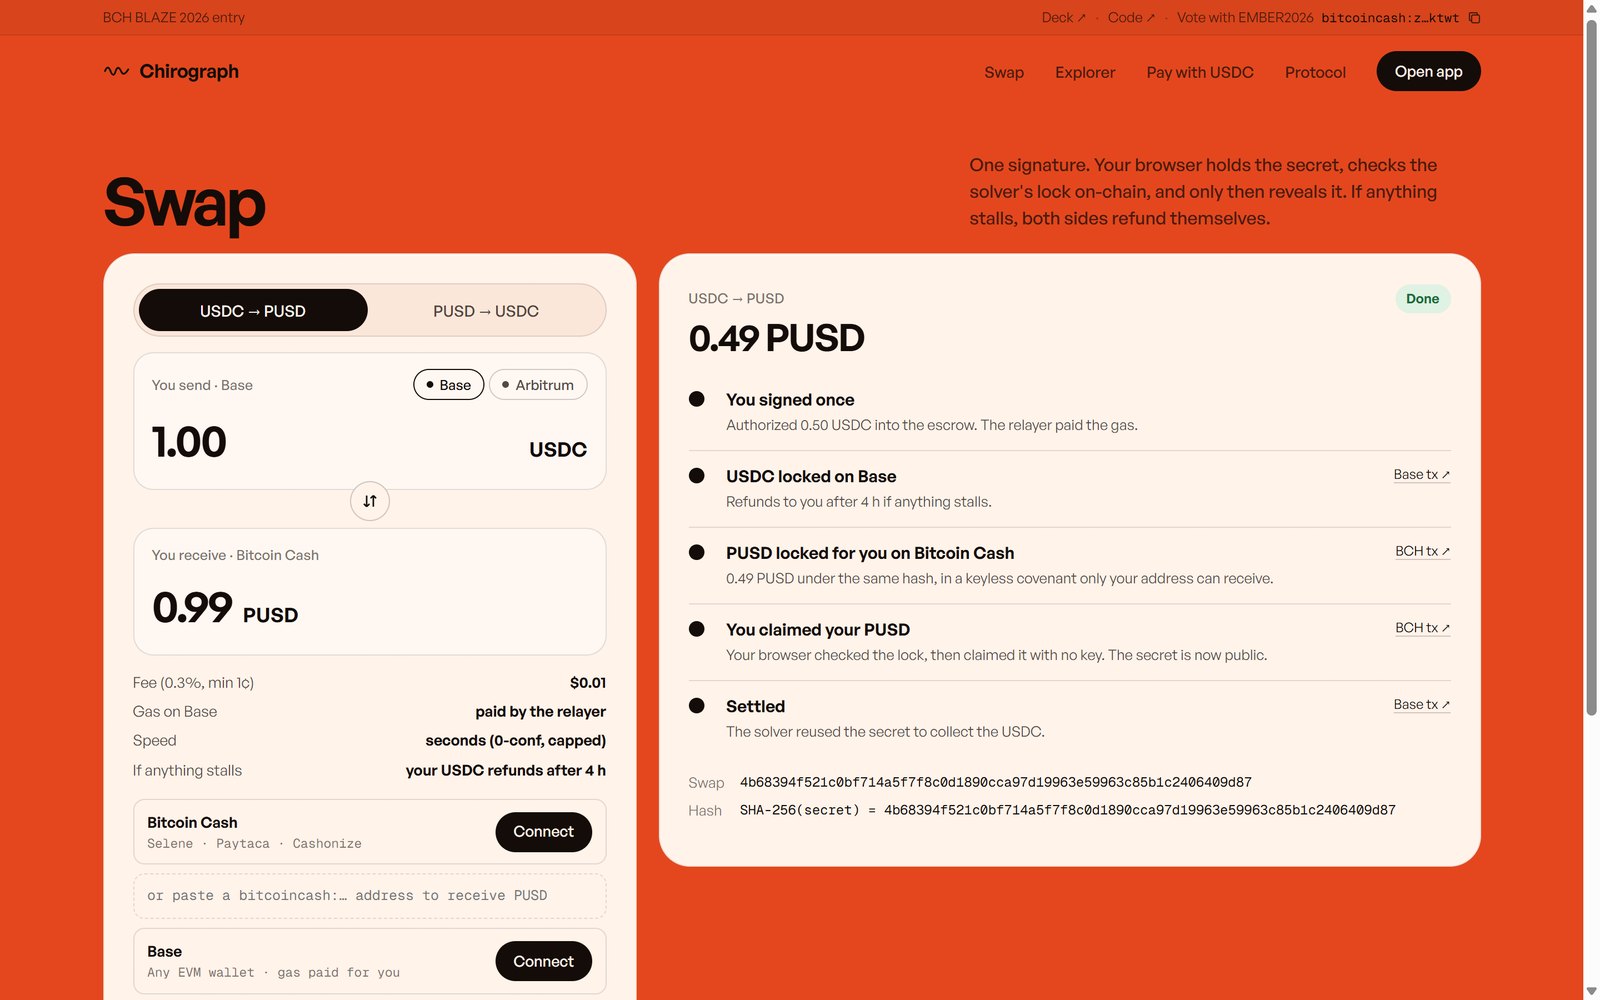 BCH BLAZE 2026 entry
Deck ↗ · Code ↗ · Vote with EMBER2026 bitcoincash:z…ktwt
Chirograph
Swap Explorer Pay with USDC Protocol Open app
Swap
One signature. Your browser holds the secret, checks the
solver's lock on-chain, and only then reveals it. If anything
stalls, both sides refund themselves.
USDC → PUSD PUSD → USDC
You send · Base
Base Arbitrum
1.00 USDC
You receive · Bitcoin Cash
0.99 PUSD
Fee (0.3%, min 1¢) $0.01
Gas on Base paid by the relayer
Speed seconds (0-conf, capped)
If anything stalls your USDC refunds after 4 h
Bitcoin Cash
Selene · Paytaca · Cashonize
Connect
or paste a bitcoincash:… address to receive PUSD
Base
Any EVM wallet · gas paid for you
Connect
USDC → PUSD
Done
0.49 PUSD
You signed once
Authorized 0.50 USDC into the escrow. The relayer paid the gas.
USDC locked on Base
Base tx ↗
Refunds to you after 4 h if anything stalls.
PUSD locked for you on Bitcoin Cash
BCH tx ↗
0.49 PUSD under the same hash, in a keyless covenant only your address can receive.
You claimed your PUSD
BCH tx ↗
Your browser checked the lock, then claimed it with no key. The secret is now public.
Settled
Base tx ↗
The solver reused the secret to collect the USDC.
Swap 4b68394f521c0bf714a5f7f8c0d1890cca97d19963e59963c85b1c2406409d87
Hash SHA-256(secret) = 4b68394f521c0bf714a5f7f8c0d1890cca97d19963e59963c85b1c2406409d87